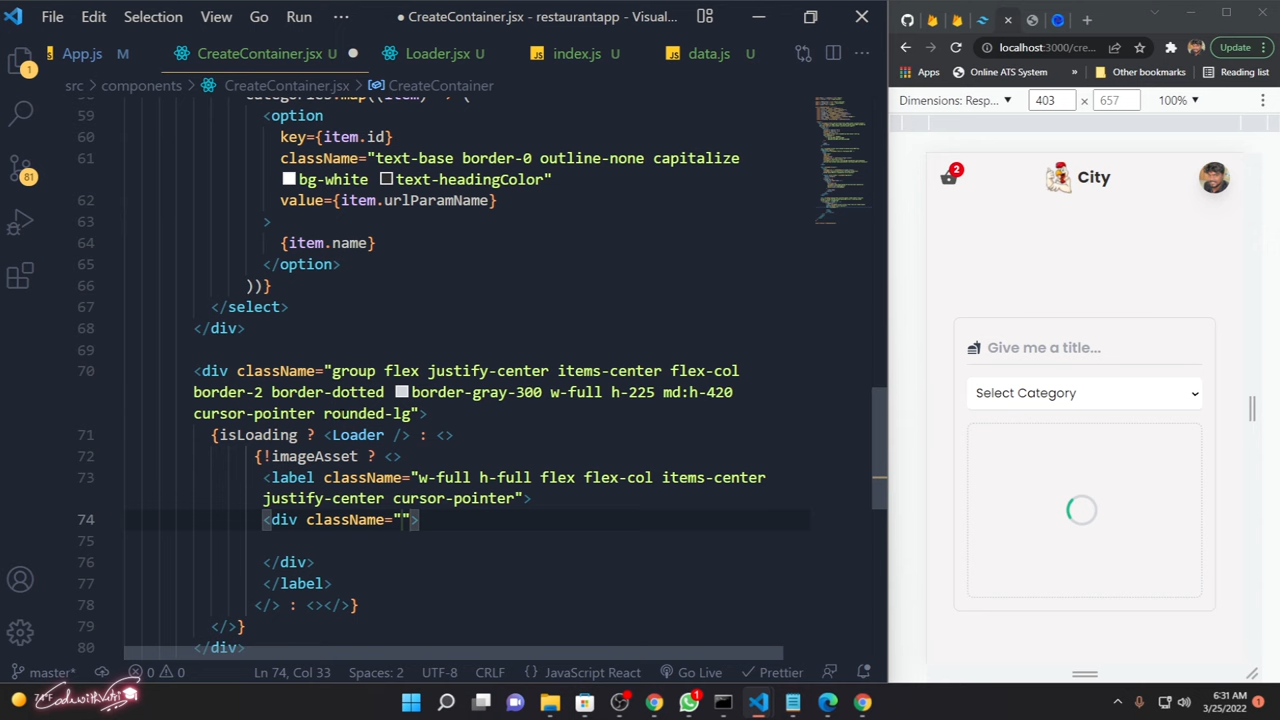 File Edit Selection View Go Run ··· ● CreateContainer.jsx - restaurantapp - Visual...
App.js M CreateContainer.jsx U ● Loader.jsx U index.js U data.js U ···
src > components > CreateContainer.jsx > CreateContainer
59 <option
60 key={item.id}
61 className="text-base border-0 outline-none capitalize
bg-white text-headingColor"
62 value={item.urlParamName}
63 >
64 {item.name}
65 </option>
66 ))}
67 </select>
68 </div>
69
70 <div className="group flex justify-center items-center flex-col
border-2 border-dotted border-gray-300 w-full h-225 md:h-420
cursor-pointer rounded-lg">
71 {isLoading ? <Loader /> : <>
72 {!imageAsset ? <>
73 <label className="w-full h-full flex flex-col items-center
justify-center cursor-pointer">
74 <div className="">
75
76 </div>
77 </label>
78 </> : <></>}
79 </>}
80 </div>
1
81
master* 0 0 Ln 74, Col 33 Spaces: 2 UTF-8 CRLF {} JavaScript React Go Live Prettier
localhost:3000/cre... Update
Apps Online ATS System » Other bookmarks Reading list
Dimensions: Resp... 403 × 657 100%
2 City
Give me a title...
Select Category
CodewithVetri
1
6:31 AM
3/25/2022